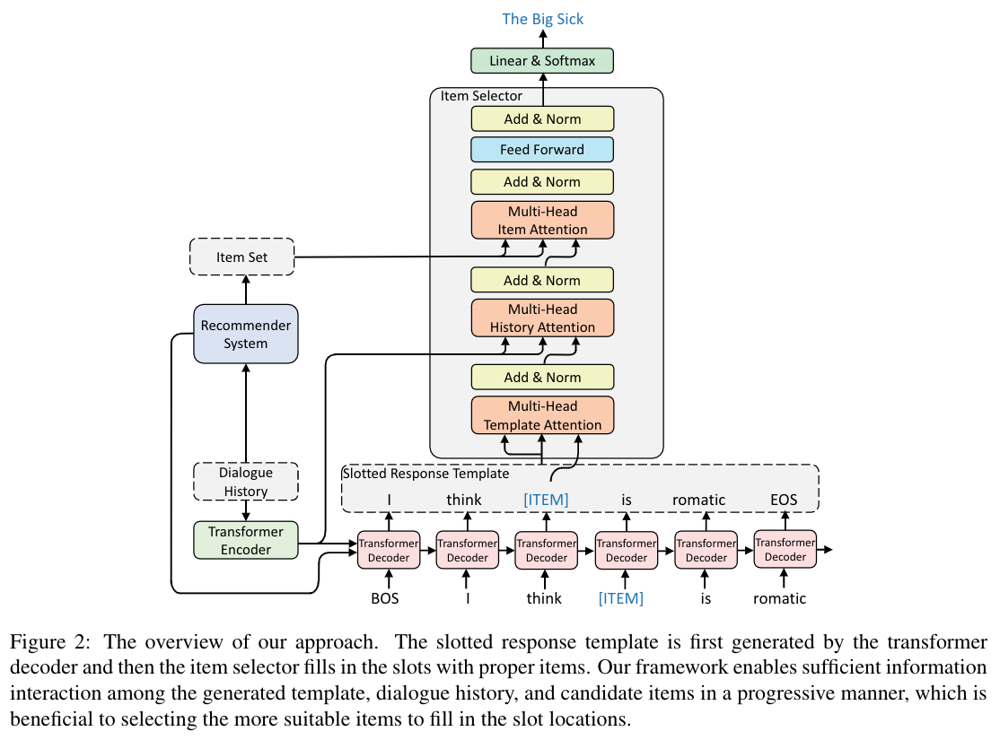 The Big Sick
Linear & Softmax
Item Selector
Add & Norm
Feed Forward
Add & Norm
Multi-Head
Item Attention
Item Set
Add & Norm
Multi-Head
History Attention
Recommender
System
Add & Norm
Multi-Head
Template Attention
Dialogue
History
Slotted Response Template
I think [ITEM] is romatic EOS
Transformer
Encoder
Transformer Transformer Transformer Transformer Transformer Transformer
Decoder Decoder Decoder Decoder Decoder Decoder
BOS I think [ITEM] is romatic
Figure 2: The overview of our approach. The slotted response template is first generated by the transformer
decoder and then the item selector fills in the slots with proper items. Our framework enables sufficient information
interaction among the generated template, dialogue history, and candidate items in a progressive manner, which is
beneficial to selecting the more suitable items to fill in the slot locations.